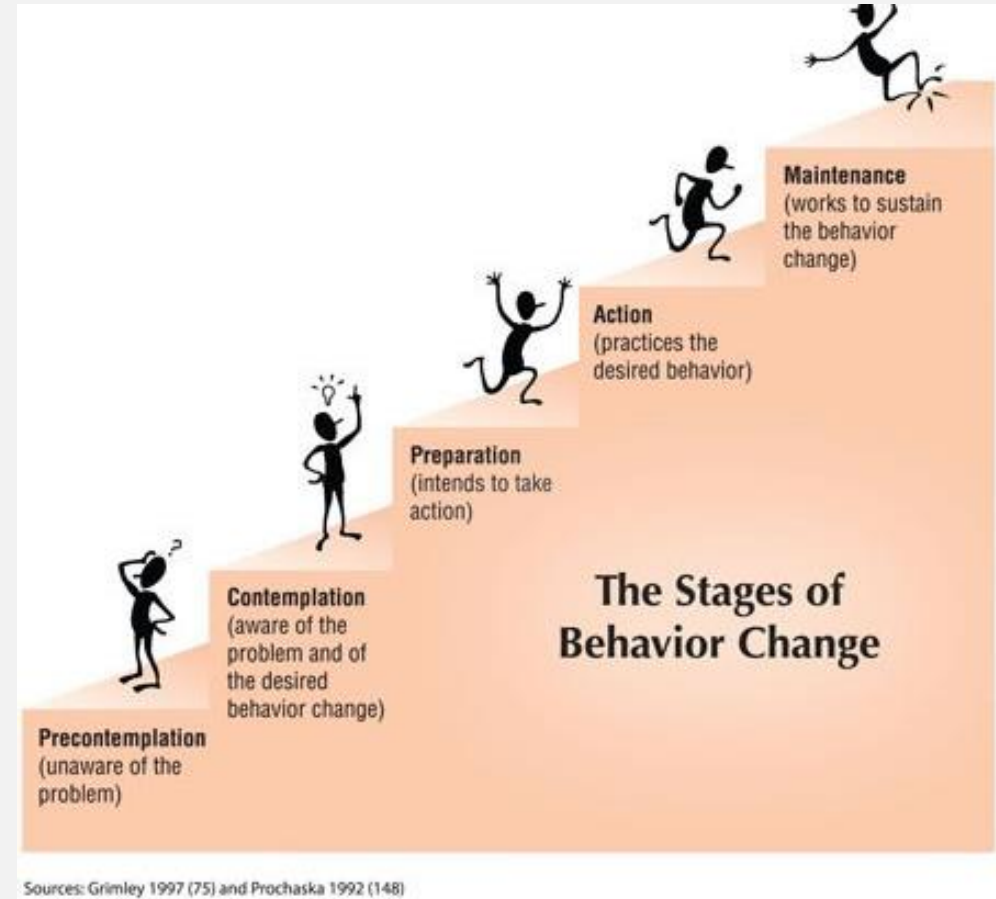 Maintenance
(works to sustain
the behavior
change)
Action
(practices the
desired behavior)
Preparation
(intends to take
action)
Contemplation
(aware of the
problem and of
the desired
behavior change)
Precontemplation
(unaware of the
problem)
The Stages of
Behavior Change
?
Sources: Grimley 1997 (75) and Prochaska 1992 (148)